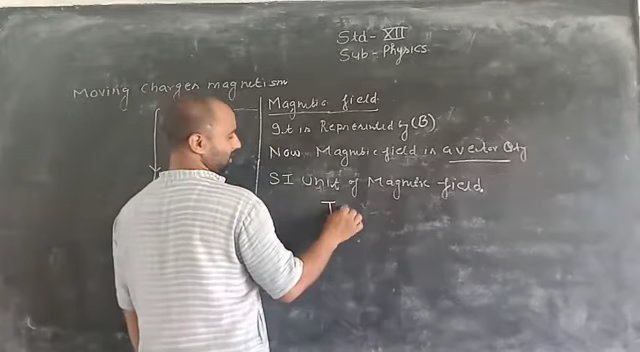 Std - XII
Sub - Physics
Moving charges magnetism
Magnetic field
It is Represented by (B)
Now Magnetic field is a vector Qty
SI Unit of Magnetic field
T